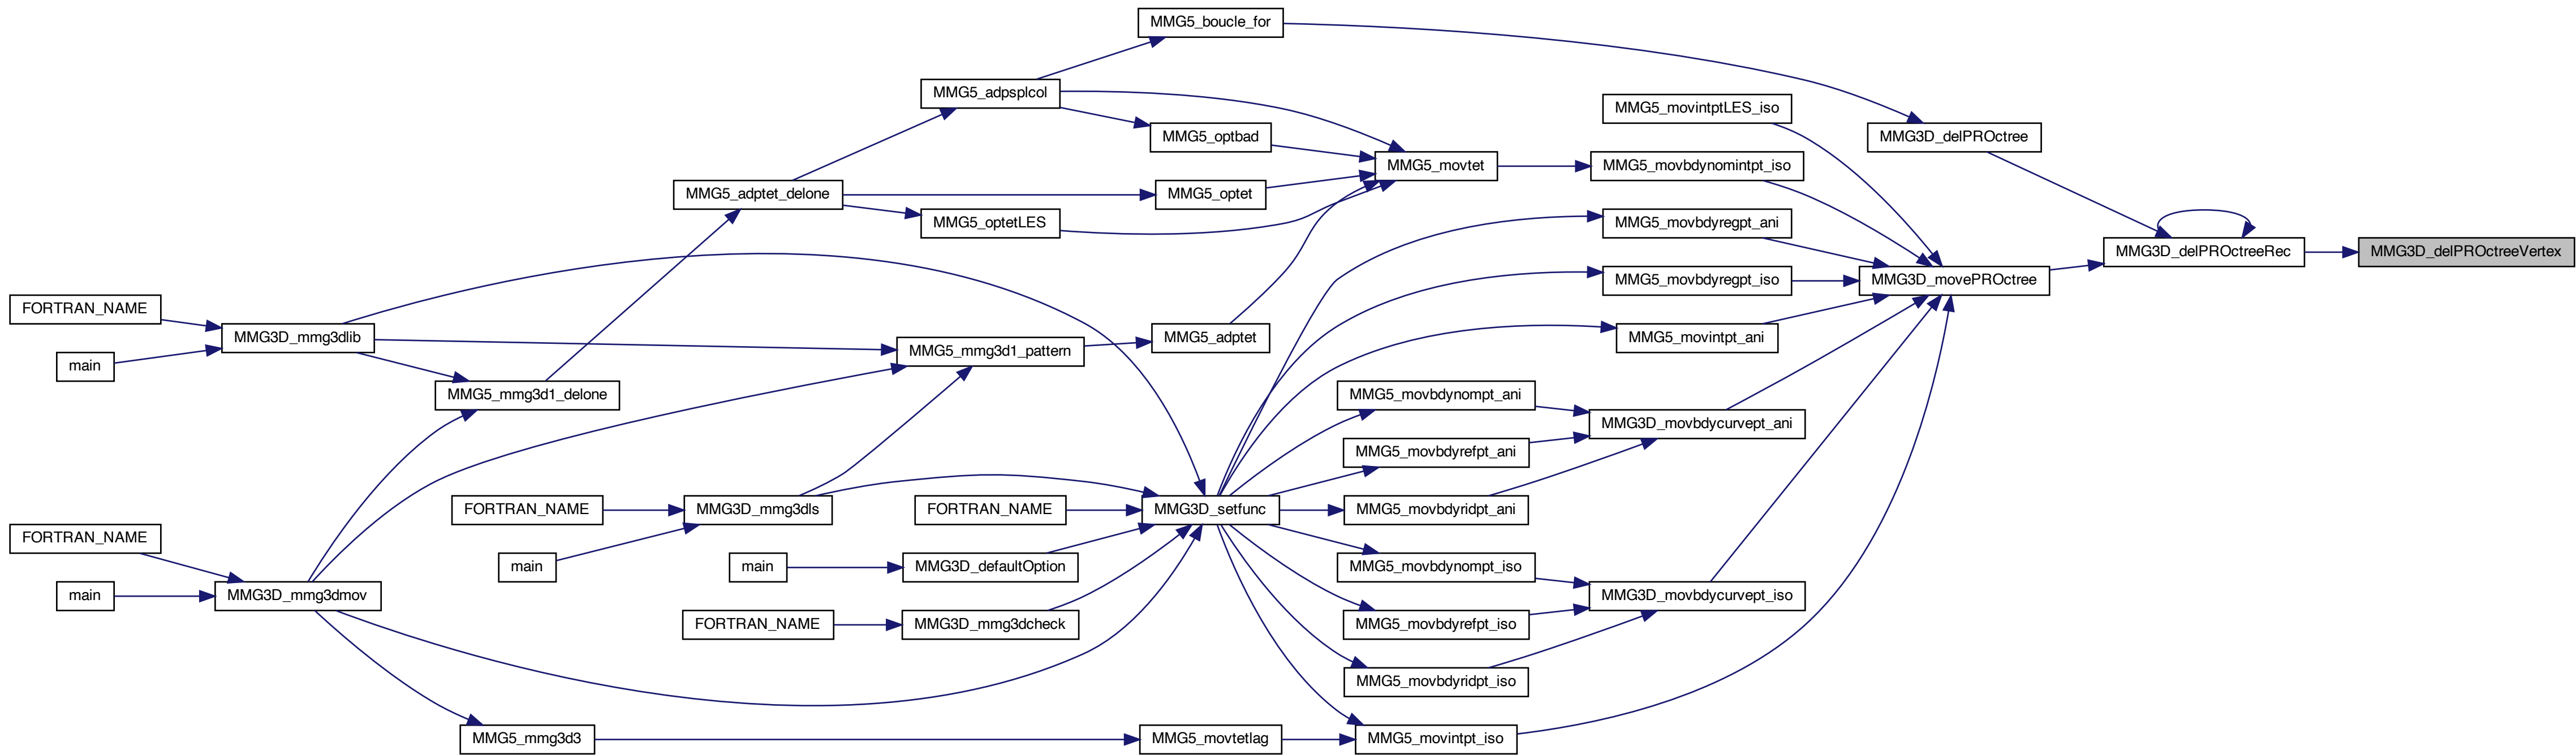 MMG5_boucle_for
MMG5_adpsplcol
MMG5_movintptLES_iso
MMG5_optbad
MMG3D_delPROctree
MMG5_movtet
MMG5_movbdynomintpt_iso
MMG5_adptet_delone
MMG5_optet
MMG5_optetLES
MMG5_movbdyregpt_ani
MMG3D_delPROctreeRec
MMG3D_delPROctreeVertex
MMG5_movbdyregpt_iso
MMG3D_movePROctree
FORTRAN_NAME
MMG3D_mmg3dlib
MMG5_adptet
MMG5_movintpt_ani
MMG5_mmg3d1_pattern
main
MMG5_mmg3d1_delone
MMG5_movbdynompt_ani
MMG3D_movbdycurvept_ani
MMG5_movbdyrefpt_ani
FORTRAN_NAME
MMG3D_mmg3dls
FORTRAN_NAME
MMG3D_setfunc
MMG5_movbdyridpt_ani
FORTRAN_NAME
main
main
MMG3D_defaultOption
MMG5_movbdynompt_iso
main
MMG3D_mmg3dmov
MMG3D_movbdycurvept_iso
FORTRAN_NAME
MMG3D_mmg3dcheck
MMG5_movbdyrefpt_iso
MMG5_movbdyridpt_iso
MMG5_mmg3d3
MMG5_movtetlag
MMG5_movintpt_iso